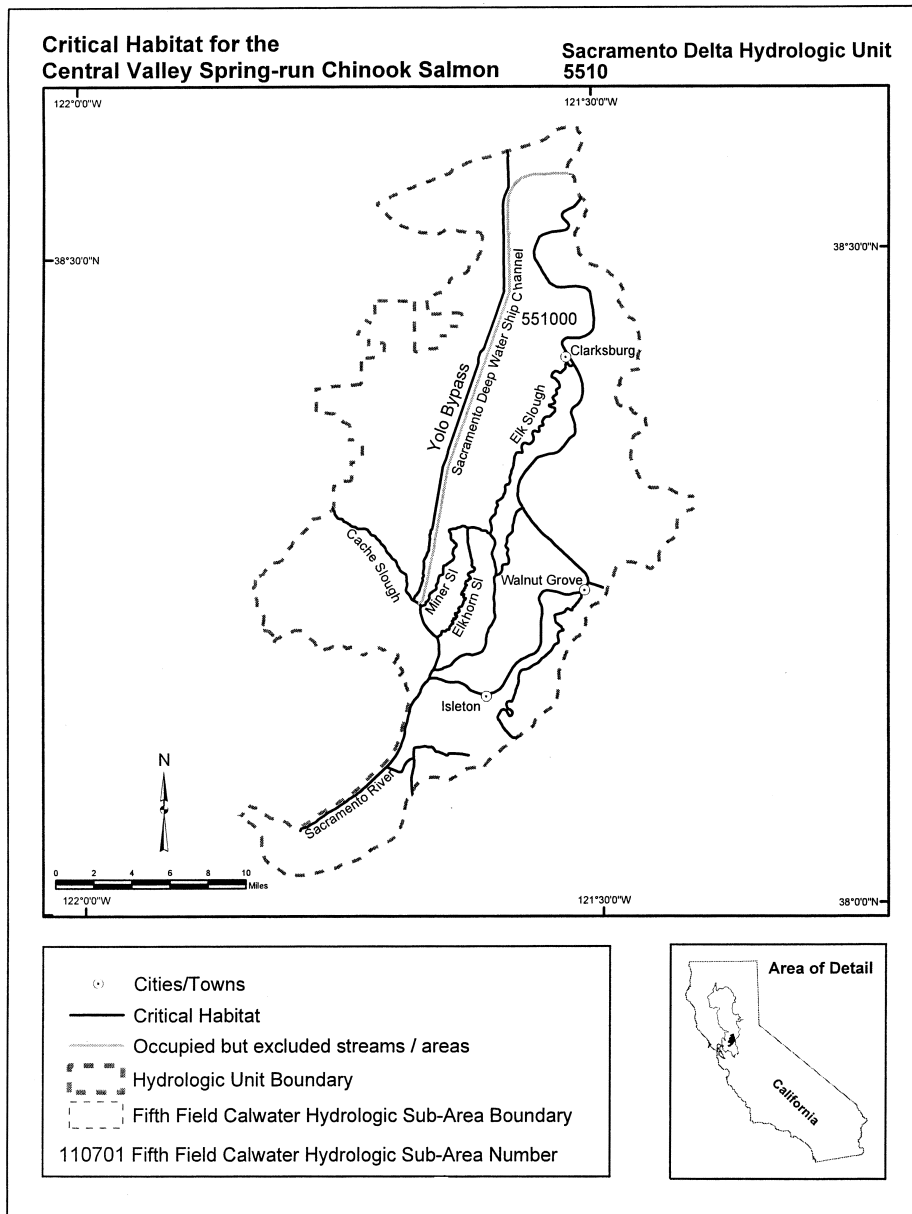 Critical Habitat for the
Central Valley Spring-run Chinook Salmon
Sacramento Delta Hydrologic Unit
5510
122°0'0"W
121°30'0"W
38°30'0"N
38°30'0"N
Sacramento Deep Water Ship Channel
551000
Clarksburg
Yolo Bypass
Elk Slough
Cache Slough
Miner Sl
Elkhorn Sl
Walnut Grove
Isleton
N
Sacramento River
0 2 4 6 8 10
Miles
122°0'0"W
121°30'0"W
38°0'0"N
Cities/Towns
Critical Habitat
Occupied but excluded streams / areas
Hydrologic Unit Boundary
Fifth Field Calwater Hydrologic Sub-Area Boundary
110701 Fifth Field Calwater Hydrologic Sub-Area Number
Area of Detail
California